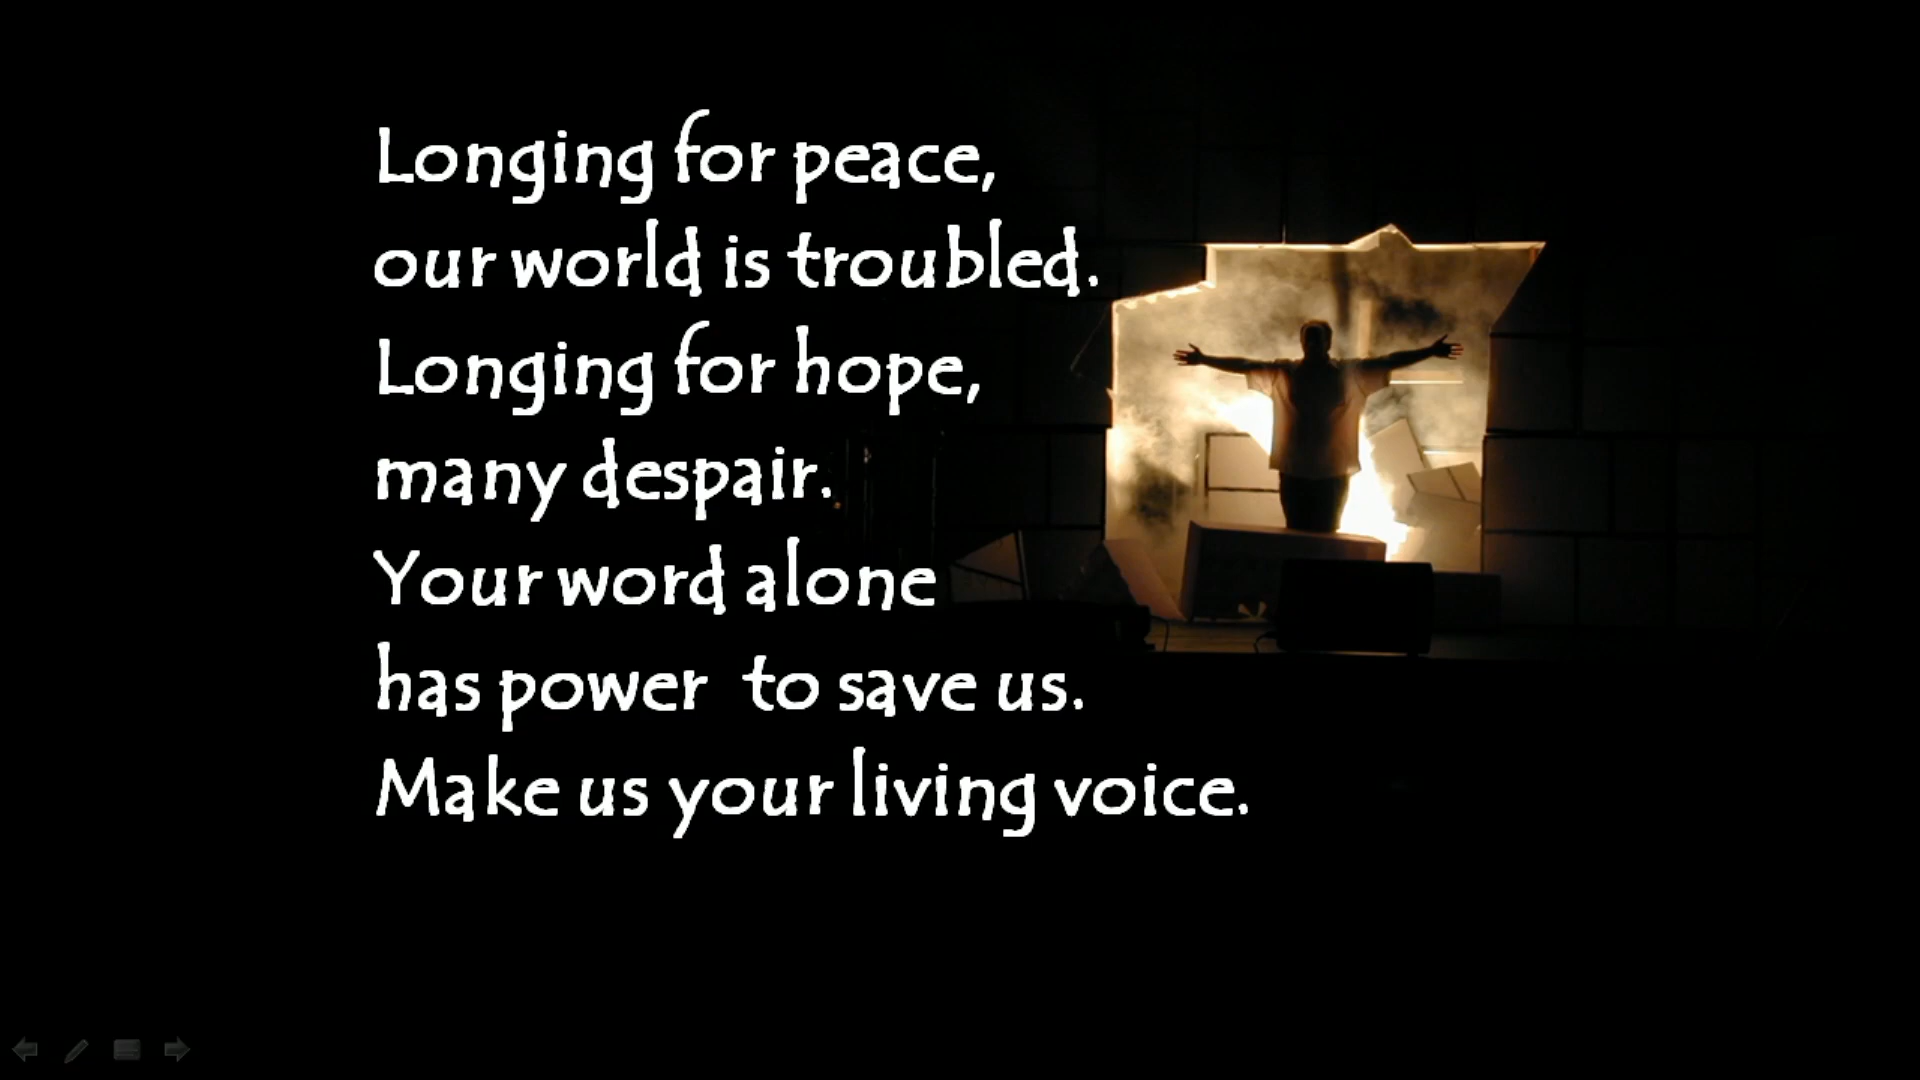 Longing for peace,
our world is troubled.
Longing for hope,
many despair.
Your word alone
has power  to save us.
Make us your living voice.